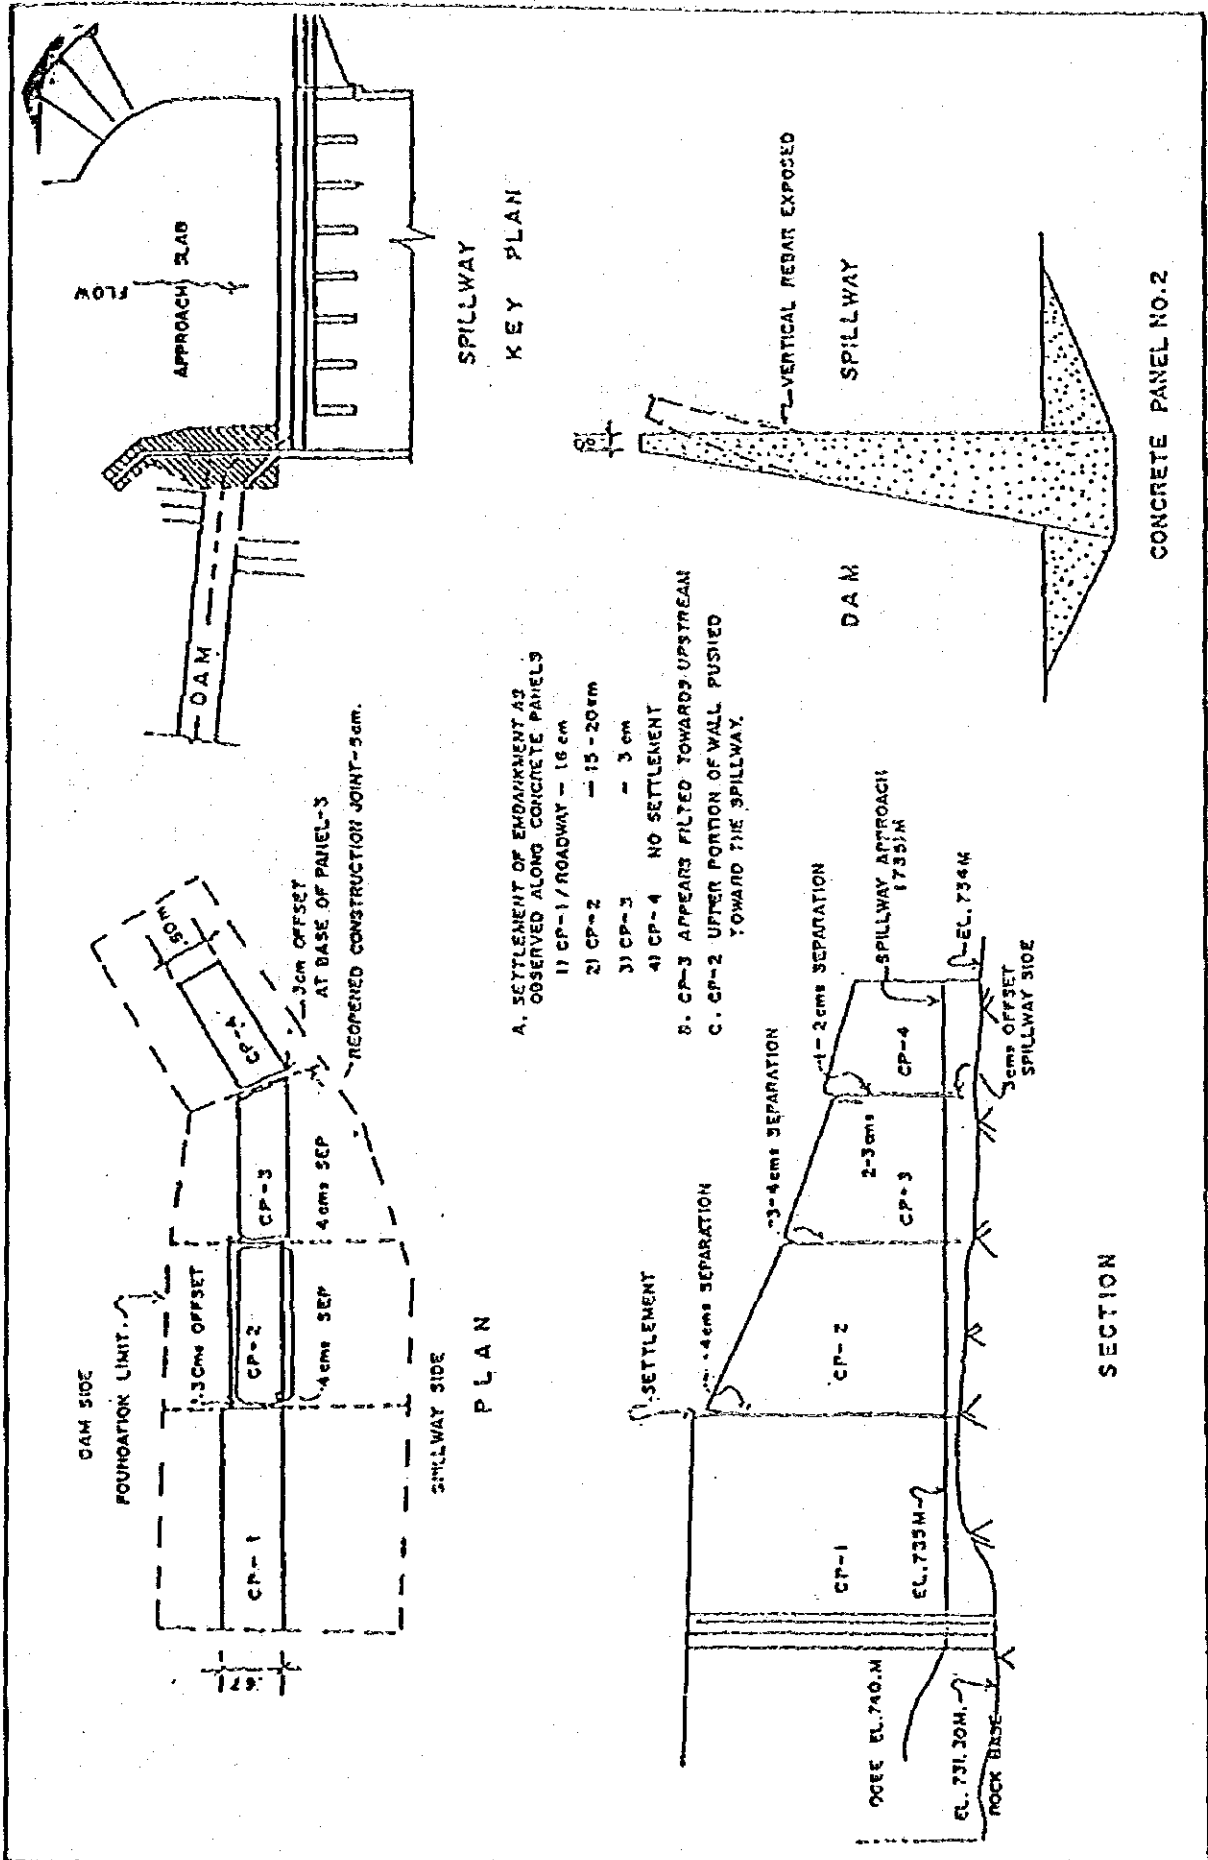 DAM SIDE
FOUNDATION LIMIT
.3cms OFFSET
CP-1
CP-2
CP-3
CP-4
.50m
3cm OFFSET
AT BASE OF PANEL-3
REOPENED CONSTRUCTION JOINT-5cm.
4cms SEP
4cms SEP
SPILLWAY SIDE
PLAN
DAM
FLOW
APPROACH SLAB
SPILLWAY
KEY PLAN
A. SETTLEMENT OF EMBANKMENT AS
OBSERVED ALONG CONCRETE PANELS
1) CP-1 / ROADWAY - 16 cm
2) CP-2 - 15-20cm
3) CP-3 - 3 cm
4) CP-4 NO SETTLEMENT
B. CP-3 APPEARS FILTED TOWARDS UPSTREAM
C. CP-2 UPPER PORTION OF WALL PUSHED
TOWARD THE SPILLWAY.
SETTLEMENT
4cms SEPARATION
3-4cms SEPARATION
1-2cms SEPARATION
2-3cms
CP-1
CP-2
CP-3
CP-4
SPILLWAY APPROACH
EL.734M
3cms OFFSET
SPILLWAY SIDE
EL.735M
OGEE EL.740.M
EL. 731.30M.
ROCK BASE
SECTION
VERTICAL REBAR EXPOSED
DAM
SPILLWAY
CONCRETE PANEL NO.2